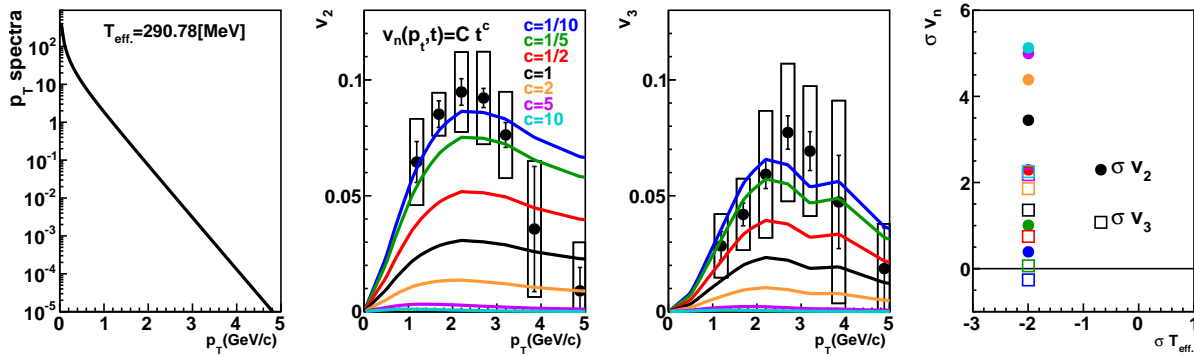 p_T spectra
T_eff.=290.78[MeV]
10^2
10
1
10^-1
10^-2
10^-3
10^-4
10^-5
0 1 2 3 4 5
p_T(GeV/c)
v_2
v_n(p_t,t)=C t^c
c=1/10
c=1/5
c=1/2
c=1
c=2
c=5
c=10
0.1
0.05
0
0 1 2 3 4 5
p_T(GeV/c)
v_3
0.1
0.05
0
0 1 2 3 4 5
p_T(GeV/c)
σ v_n
6
4
2
0
σ v_2
σ v_3
-3 -2 -1 0 1
σ T_eff.